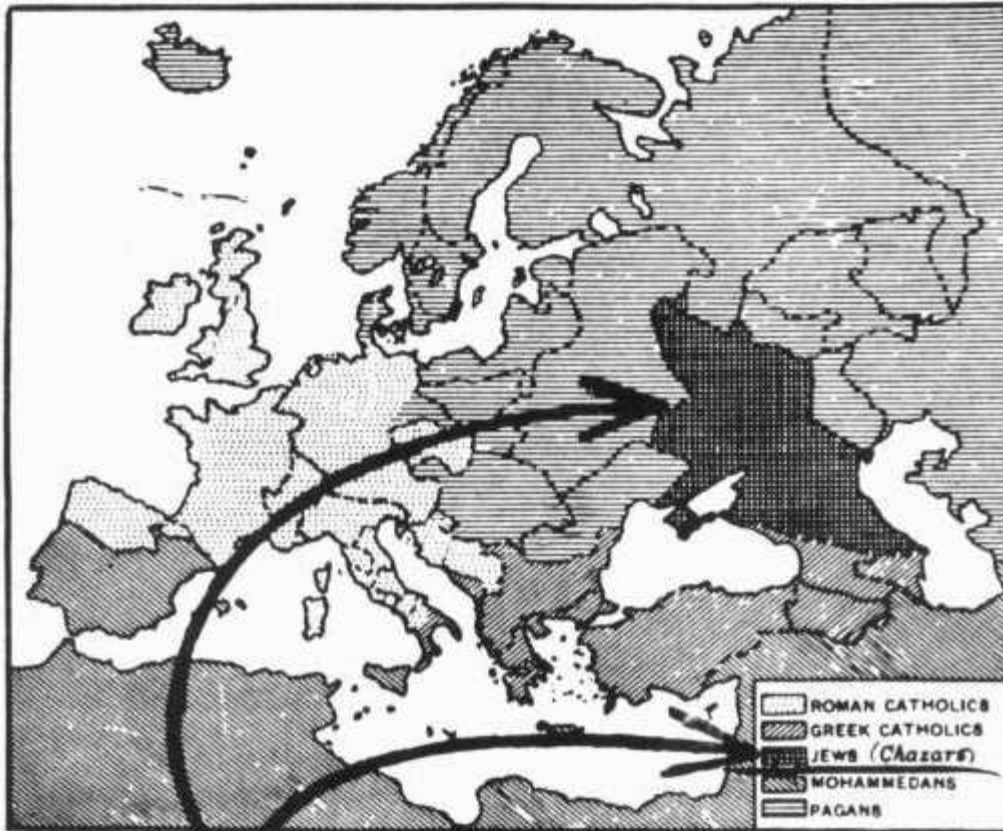 ROMAN CATHOLICS
GREEK CATHOLICS
JEWS (Chazars)
MOHAMMEDANS
PAGANS